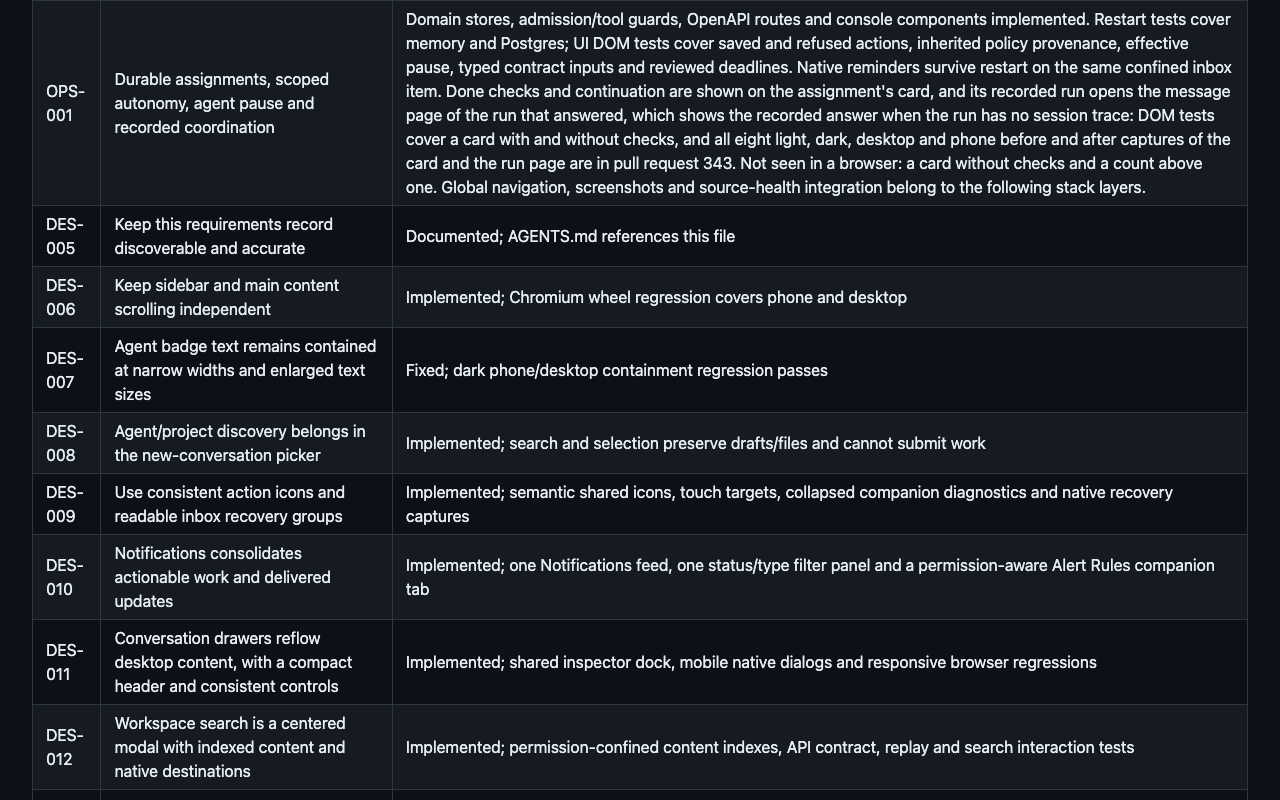 OPS-
001
Durable assignments, scoped
autonomy, agent pause and
recorded coordination
Domain stores, admission/tool guards, OpenAPI routes and console components implemented. Restart tests cover
memory and Postgres; UI DOM tests cover saved and refused actions, inherited policy provenance, effective
pause, typed contract inputs and reviewed deadlines. Native reminders survive restart on the same confined inbox
item. Done checks and continuation are shown on the assignment's card, and its recorded run opens the message
page of the run that answered, which shows the recorded answer when the run has no session trace: DOM tests
cover a card with and without checks, and all eight light, dark, desktop and phone before and after captures of the
card and the run page are in pull request 343. Not seen in a browser: a card without checks and a count above
one. Global navigation, screenshots and source-health integration belong to the following stack layers.
DES-
005
Keep this requirements record
discoverable and accurate
Documented; AGENTS.md references this file
DES-
006
Keep sidebar and main content
scrolling independent
Implemented; Chromium wheel regression covers phone and desktop
DES-
007
Agent badge text remains contained
at narrow widths and enlarged text
sizes
Fixed; dark phone/desktop containment regression passes
DES-
008
Agent/project discovery belongs in
the new-conversation picker
Implemented; search and selection preserve drafts/files and cannot submit work
DES-
009
Use consistent action icons and
readable inbox recovery groups
Implemented; semantic shared icons, touch targets, collapsed companion diagnostics and native recovery
captures
DES-
010
Notifications consolidates
actionable work and delivered
updates
Implemented; one Notifications feed, one status/type filter panel and a permission-aware Alert Rules companion
tab
DES-
011
Conversation drawers reflow
desktop content, with a compact
header and consistent controls
Implemented; shared inspector dock, mobile native dialogs and responsive browser regressions
DES-
012
Workspace search is a centered
modal with indexed content and
native destinations
Implemented; permission-confined content indexes, API contract, replay and search interaction tests